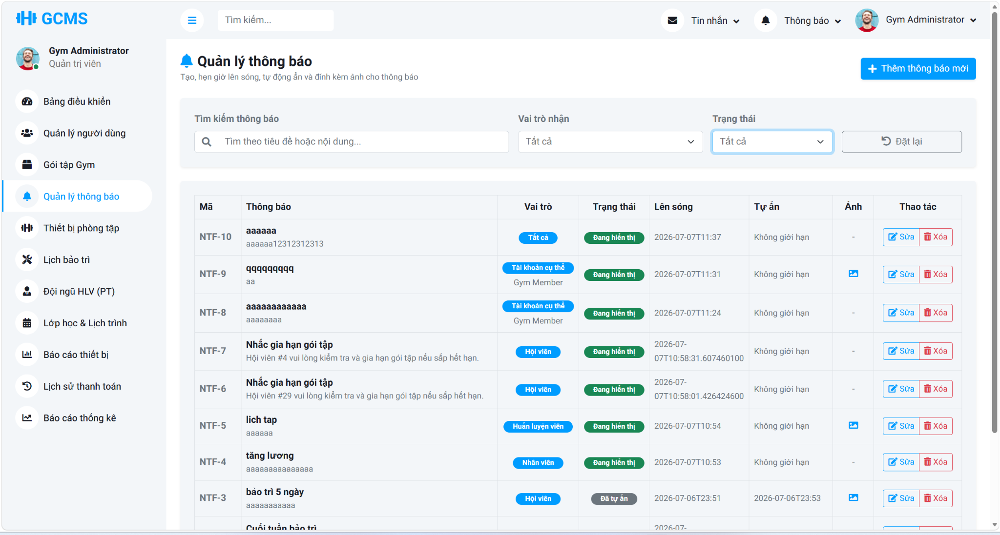 GCMS
Tìm kiếm...
Tin nhắn
Thông báo
Gym Administrator
Gym Administrator
Quản trị viên
Bảng điều khiển
Quản lý người dùng
Gói tập Gym
Quản lý thông báo
Thiết bị phòng tập
Lịch bảo trì
Đội ngũ HLV (PT)
Lớp học & Lịch trình
Báo cáo thiết bị
Lịch sử thanh toán
Báo cáo thống kê
Quản lý thông báo
Tạo, hẹn giờ lên sóng, tự động ẩn và đính kèm ảnh cho thông báo
Thêm thông báo mới
Tìm kiếm thông báo
Vai trò nhận
Trạng thái
Tìm theo tiêu đề hoặc nội dung...
Tất cả
Tất cả
Đặt lại
Mã Thông báo Vai trò Trạng thái Lên sóng Tự ẩn Ảnh Thao tác
NTF-10 aaaaaa Tất cả Đang hiển thị 2026-07-07T11:37 Không giới hạn - Sửa Xóa
aaaaaa12312312313
NTF-9 qqqqqqqqq Tài khoản cụ thể Đang hiển thị 2026-07-07T11:31 Không giới hạn Sửa Xóa
aa Gym Member
NTF-8 aaaaaaaaaaaa Tài khoản cụ thể Đang hiển thị 2026-07-07T11:24 Không giới hạn - Sửa Xóa
aaaaaaaa Gym Member
NTF-7 Nhắc gia hạn gói tập Hội viên Đang hiển thị 2026-07- Không giới hạn - Sửa Xóa
Hội viên #4 vui lòng kiểm tra và gia hạn gói tập nếu sắp hết hạn. 07T10:58:31.607460100
NTF-6 Nhắc gia hạn gói tập Hội viên Đang hiển thị 2026-07- Không giới hạn - Sửa Xóa
Hội viên #29 vui lòng kiểm tra và gia hạn gói tập nếu sắp hết hạn. 07T10:58:01.426424600
NTF-5 lich tap Huấn luyện viên Đang hiển thị 2026-07-07T10:54 Không giới hạn Sửa Xóa
aaaaaa
NTF-4 tăng lương Nhân viên Đang hiển thị 2026-07-07T10:53 Không giới hạn - Sửa Xóa
aaaaaaaaaaaaaaa
NTF-3 bảo trì 5 ngày Hội viên Đã tự ẩn 2026-07-06T23:51 2026-07-06T23:53 Sửa Xóa
aaaaaaaaaaa
Cuối tuần bảo trì 2026-07-